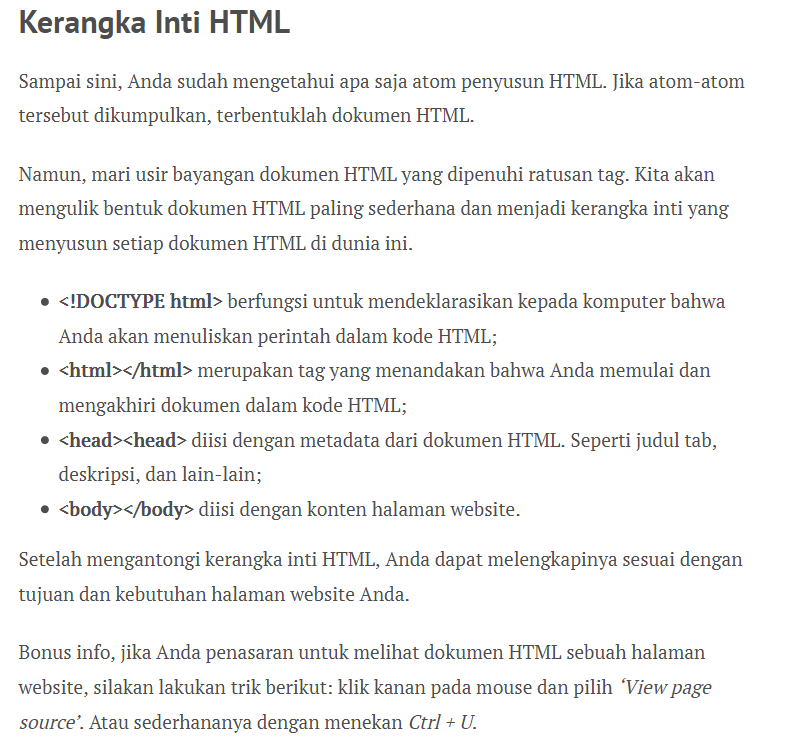 Kerangka Inti HTML
Sampai sini, Anda sudah mengetahui apa saja atom penyusun HTML. Jika atom-atom
tersebut dikumpulkan, terbentuklah dokumen HTML.
Namun, mari usir bayangan dokumen HTML yang dipenuhi ratusan tag. Kita akan
mengulik bentuk dokumen HTML paling sederhana dan menjadi kerangka inti yang
menyusun setiap dokumen HTML di dunia ini.
• <!DOCTYPE html> berfungsi untuk mendeklarasikan kepada komputer bahwa
Anda akan menuliskan perintah dalam kode HTML;
• <html></html> merupakan tag yang menandakan bahwa Anda memulai dan
mengakhiri dokumen dalam kode HTML;
• <head><head> diisi dengan metadata dari dokumen HTML. Seperti judul tab,
deskripsi, dan lain-lain;
• <body></body> diisi dengan konten halaman website.
Setelah mengantongi kerangka inti HTML, Anda dapat melengkapinya sesuai dengan
tujuan dan kebutuhan halaman website Anda.
Bonus info, jika Anda penasaran untuk melihat dokumen HTML sebuah halaman
website, silakan lakukan trik berikut: klik kanan pada mouse dan pilih ‘View page
source’. Atau sederhananya dengan menekan Ctrl + U.